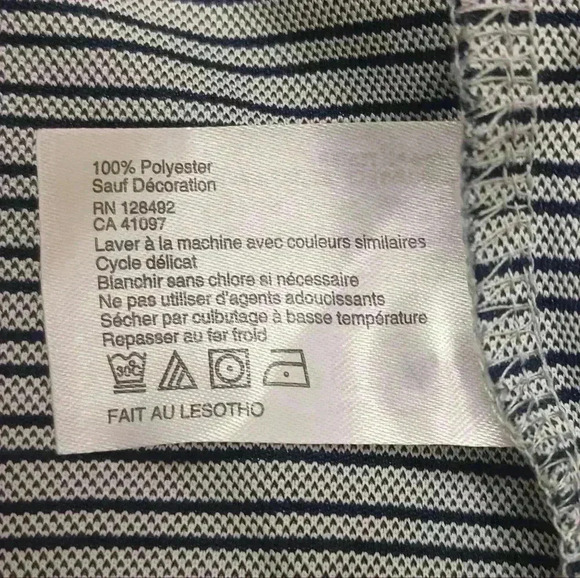 100% Polyester
Sauf Décoration
RN 128492
CA 41097
Laver à la machine avec couleurs similaires
Cycle délicat
Blanchir sans chlore si nécessaire
Ne pas utiliser d'agents adoucissants
Sécher par culbutage à basse température
Repasser au fer froid
30C
FAIT AU LESOTHO